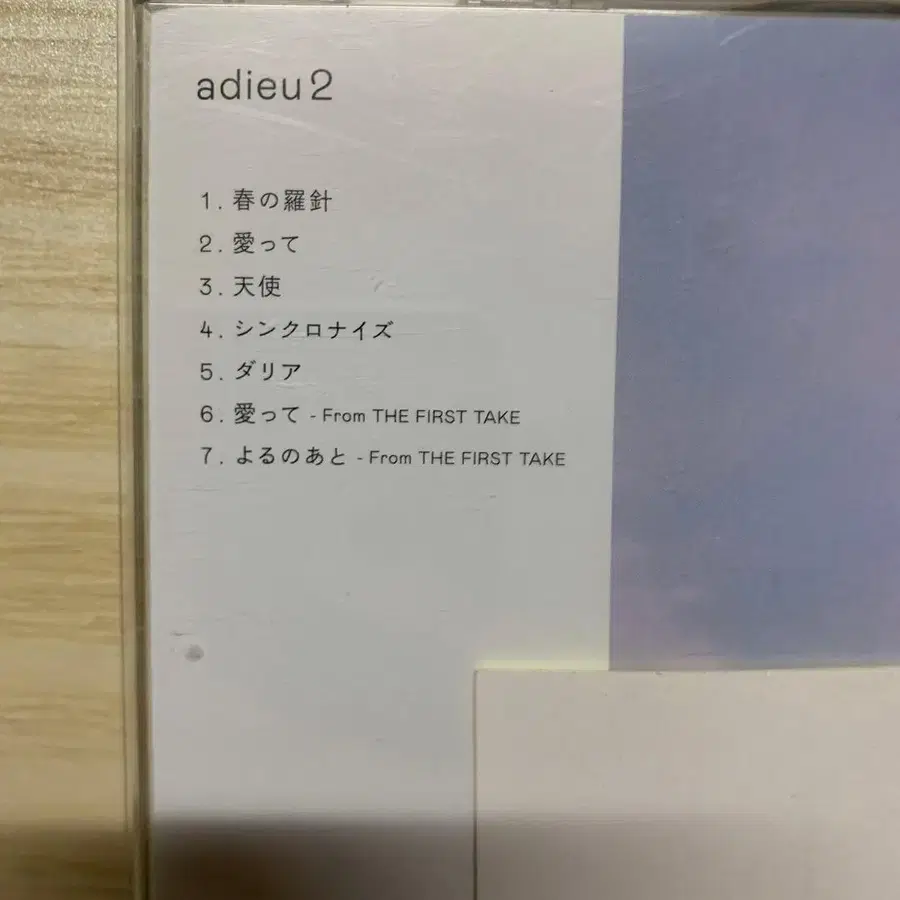 adieu2
1. 春の羅針
2. 愛って
3. 天使
4. シンクロナイズ
5. ダリア
6. 愛って - From THE FIRST TAKE
7. よるのあと - From THE FIRST TAKE